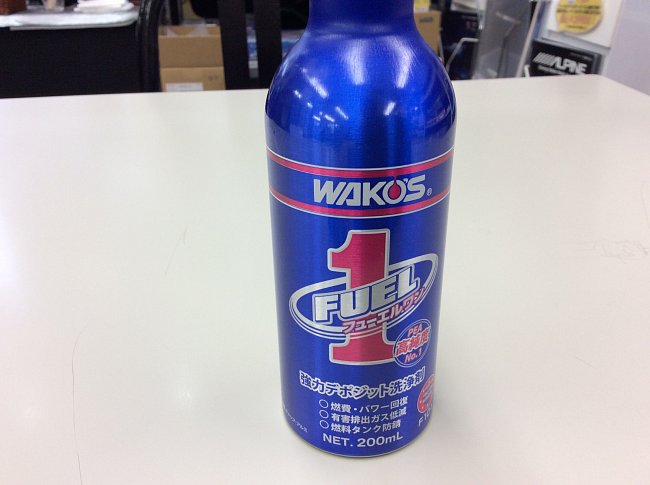 ALPINE
WAKO'S®
1
FUEL
フューエルワン
PEA
高純度
No.1
強力デポジット洗浄剤
○燃費・パワー回復
○有害排出ガス低減
○燃料タンク防錆
NET. 200mL